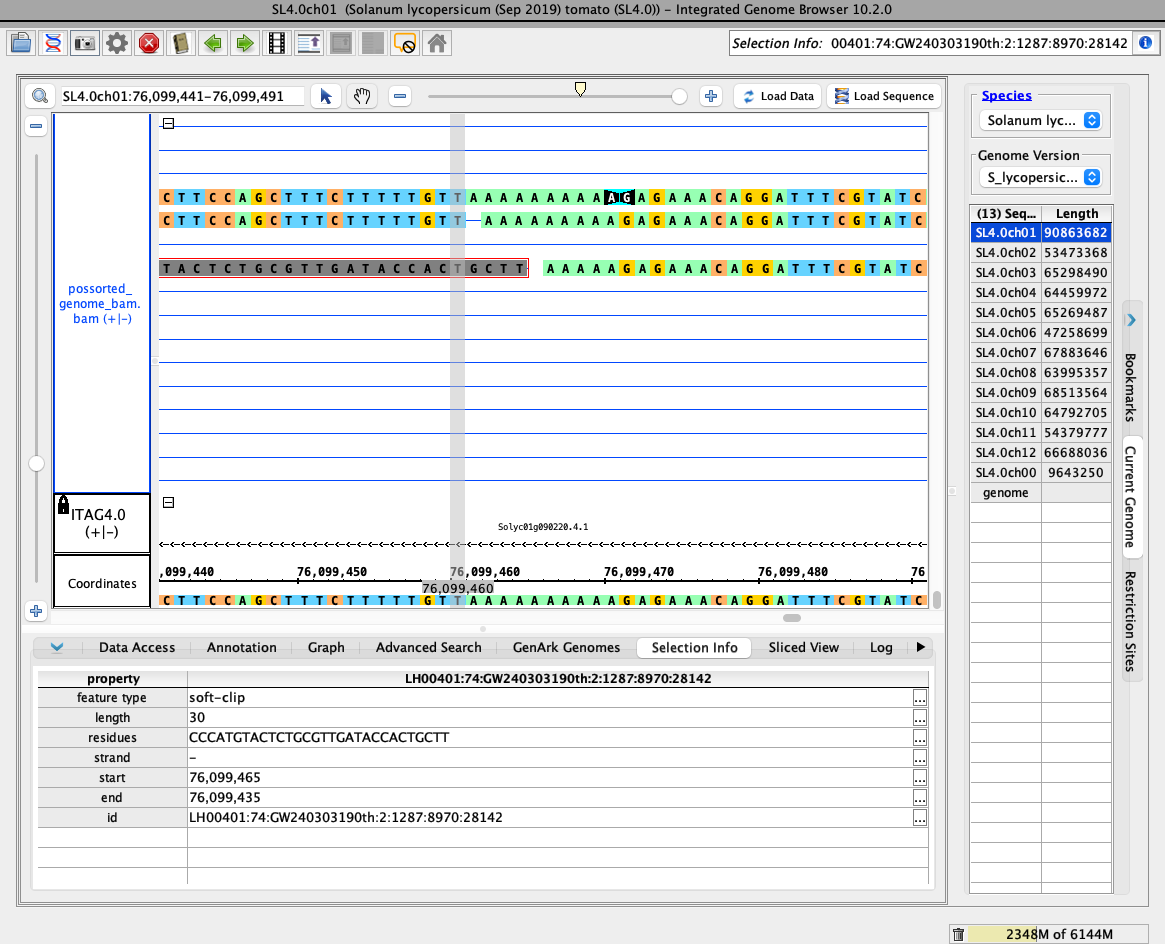 SL4.0ch01  (Solanum lycopersicum (Sep 2019) tomato (SL4.0)) – Integrated Genome Browser 10.2.0
Selection Info: 00401:74:GW240303190th:2:1287:8970:28142
SL4.0ch01:76,099,441–76,099,491
Load Data
Load Sequence
CTTCCAGCTTTCTTTTTGTTAAAAAAAAAAGAGAAACAGGATTTCGTATC
CTTCCAGCTTTCTTTTTGTT AAAAAAAAAGAGAAACAGGATTTCGTATC
TACTCTGCGTTGATACCACTGCTT AAAAAGAGAAACAGGATTTCGTATC
possorted_
genome_bam.
bam (+|-)
ITAG4.0
(+|-)
Solyc01g090220.4.1
Coordinates
,099,440 76,099,450 76,099,460 76,099,470 76,099,480 76
76,099,460
CTTCCAGCTTTCTTTTTGTTAAAAAAAAAAGAGAAACAGGATTTCGTATC
Data Access Annotation Graph Advanced Search GenArk Genomes Selection Info Sliced View Log
property LH00401:74:GW240303190th:2:1287:8970:28142
feature type soft-clip ...
length 30 ...
residues CCCATGTACTCTGCGTTGATACCACTGCTT ...
strand - ...
start 76,099,465 ...
end 76,099,435 ...
id LH00401:74:GW240303190th:2:1287:8970:28142 ...
Species
Solanum lyc...
Genome Version
S_lycopersic...
(13) Seq... Length
SL4.0ch01 90863682
SL4.0ch02 53473368
SL4.0ch03 65298490
SL4.0ch04 64459972
SL4.0ch05 65269487
SL4.0ch06 47258699
SL4.0ch07 67883646
SL4.0ch08 63995357
SL4.0ch09 68513564
SL4.0ch10 64792705
SL4.0ch11 54379777
SL4.0ch12 66688036
SL4.0ch00 9643250
genome
Bookmarks
Current Genome
Restriction Sites
2348M of 6144M